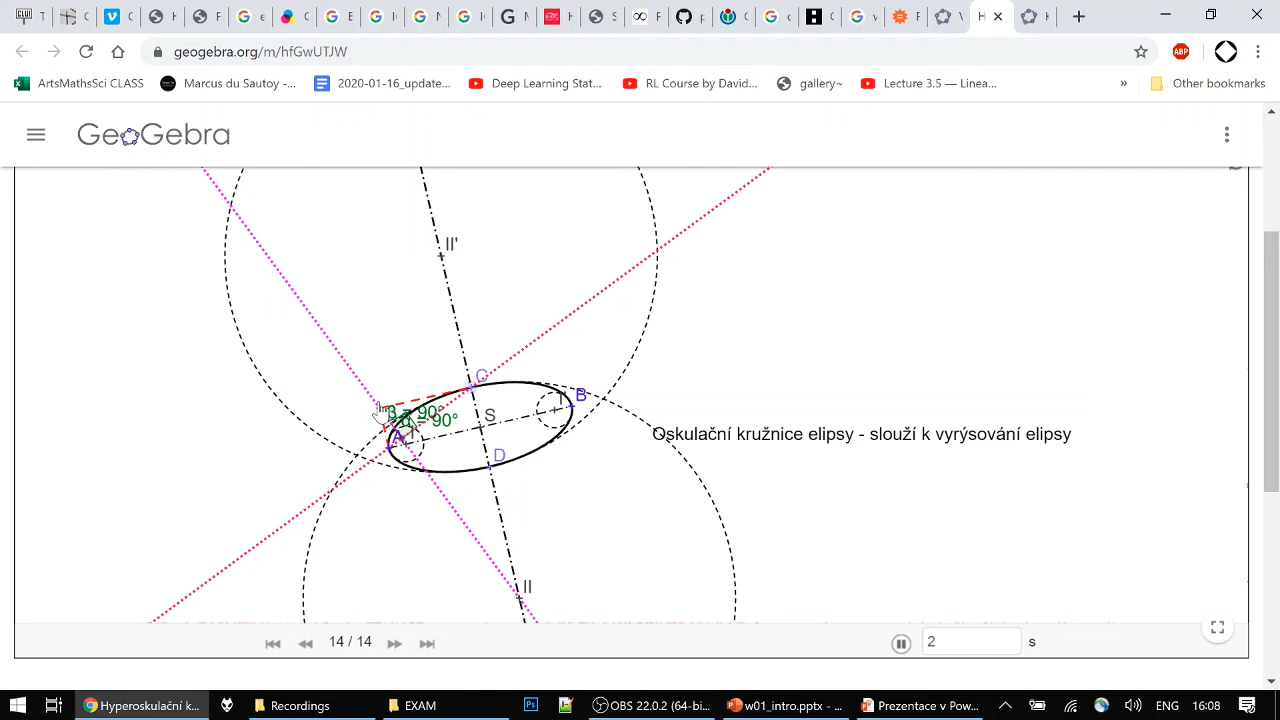 geogebra.org/m/hfGwUTJW
ABP
ArtsMathsSci CLASS
Marcus du Sautoy -...
2020-01-16_update...
Deep Learning Stat...
RL Course by David...
gallery~
Lecture 3.5 — Linea...
»
Other bookmarks
GeoGebra
II'
C
B
I'
β = 90°
α = 90°
S
A
Oskulační kružnice elipsy - slouží k vyrýsování elipsy
D
II
14 / 14
2
s
Hyperoskulační k...
Recordings
EXAM
OBS 22.0.2 (64-bi...
w01_intro.pptx - ...
Prezentace v Pow...
ENG
16:08